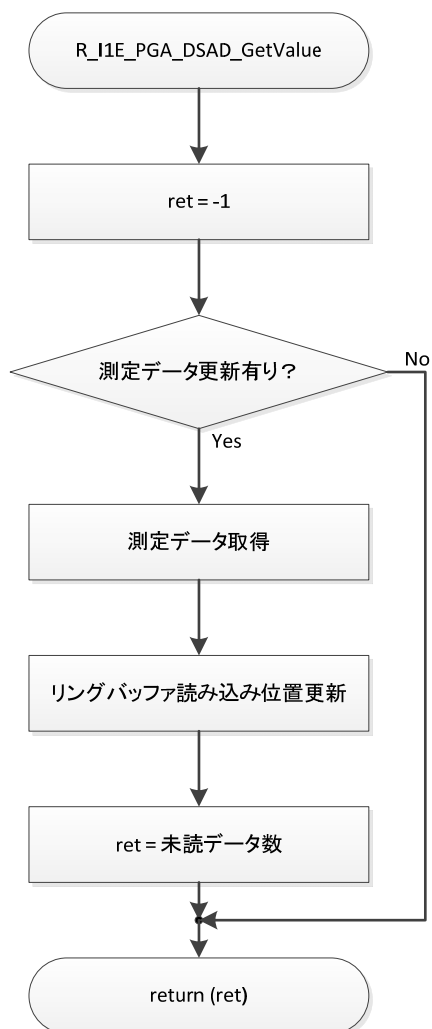 R_I1E_PGA_DSAD_GetValue
ret = -1
測定データ更新有り？
No
Yes
測定データ取得
リングバッファ読み込み位置更新
ret = 未読データ数
return (ret)